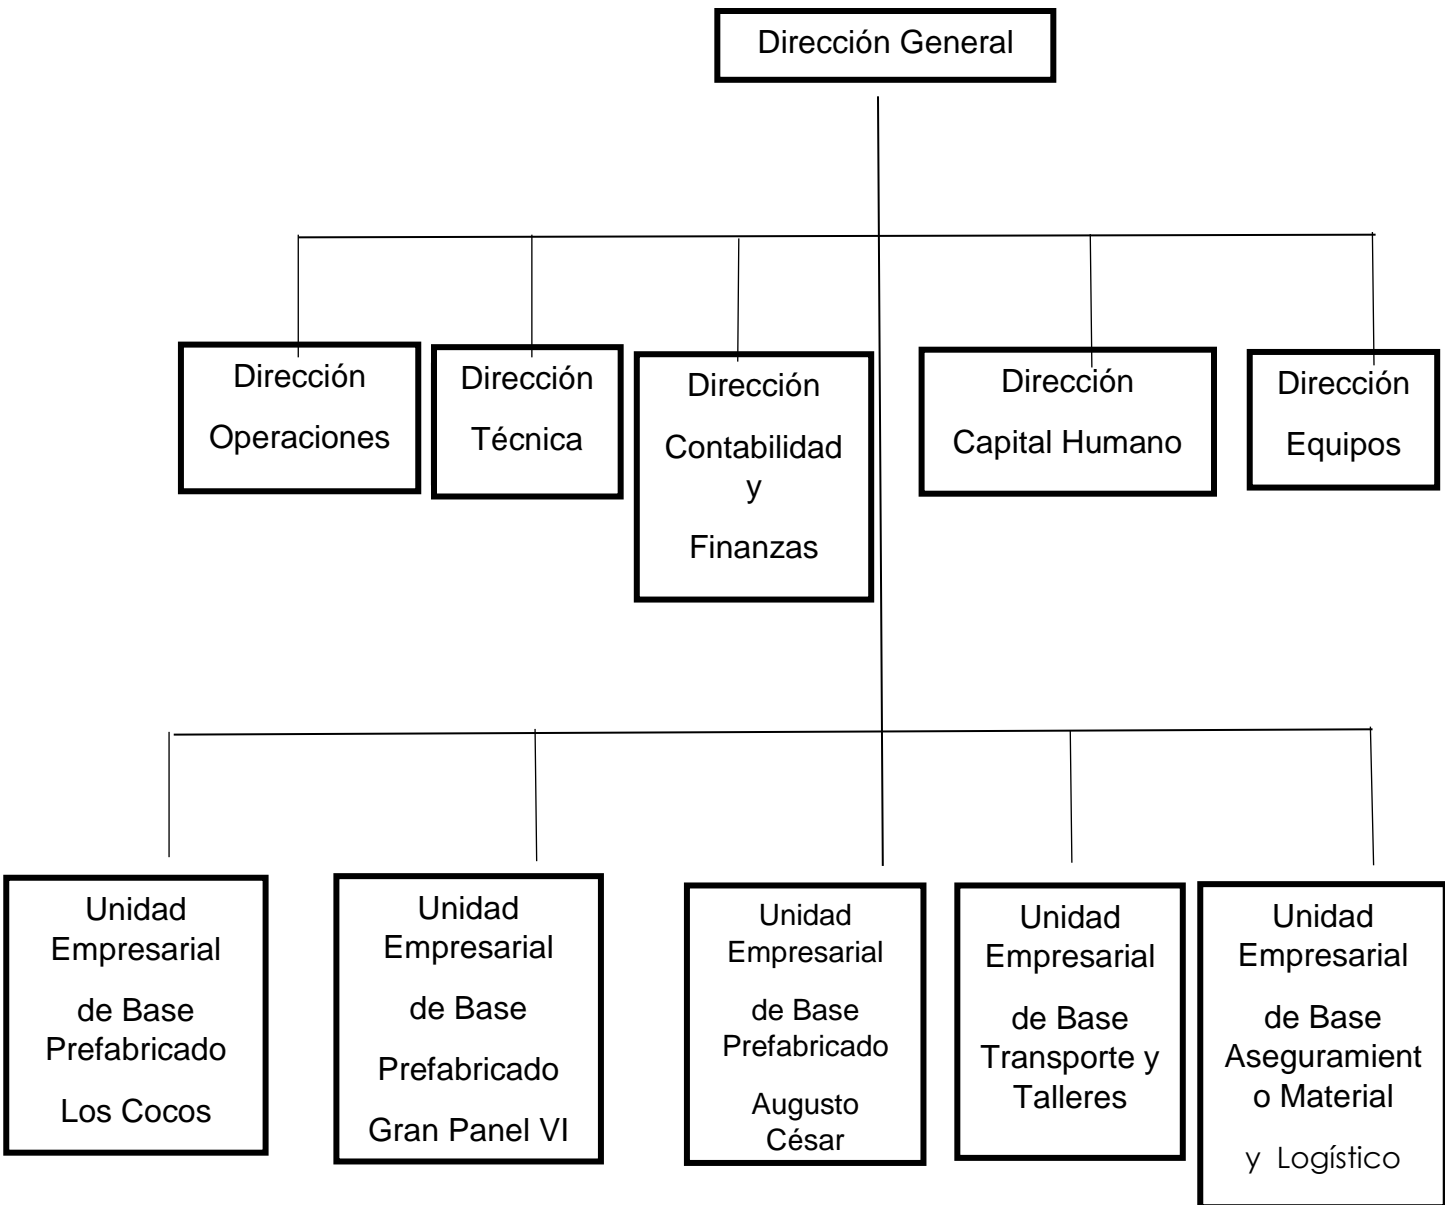 Dirección General
Dirección
Operaciones
Dirección
Técnica
Dirección
Contabilidad
y
Finanzas
Dirección
Capital Humano
Dirección
Equipos
Unidad
Empresarial
de Base
Prefabricado
Los Cocos
Unidad
Empresarial
de Base
Prefabricado
Gran Panel VI
Unidad
Empresarial
de Base
Prefabricado
Augusto
César
Unidad
Empresarial
de Base
Transporte y
Talleres
Unidad
Empresarial
de Base
Aseguramient
o Material
y Logístico